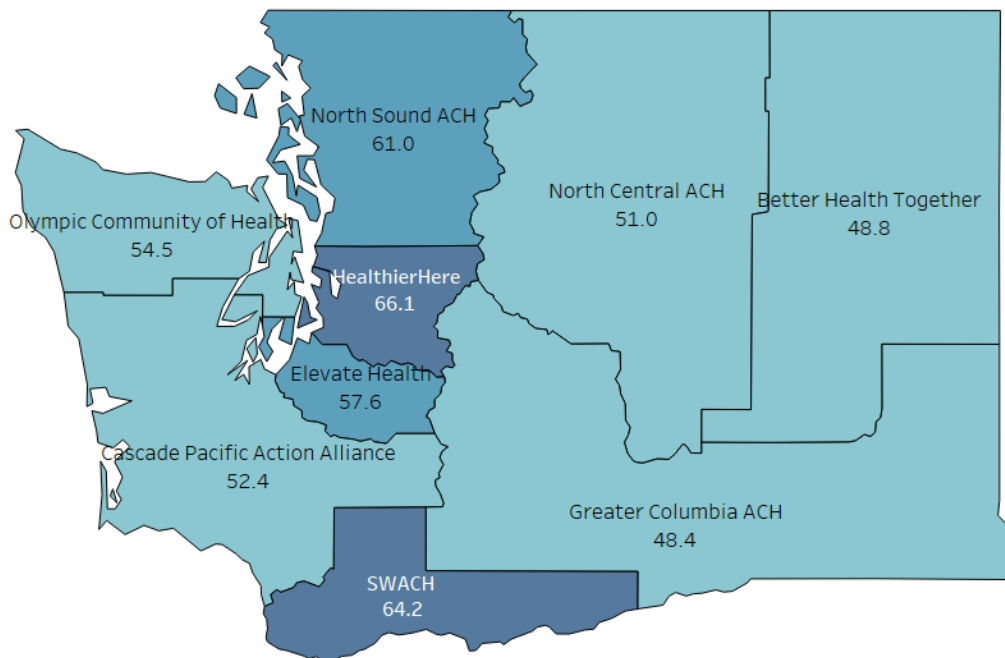 North Sound ACH
61.0
North Central ACH
51.0
Better Health Together
48.8
Olympic Community of Health
54.5
HealthierHere
66.1
Elevate Health
57.6
Cascade Pacific Action Alliance
52.4
Greater Columbia ACH
48.4
SWACH
64.2